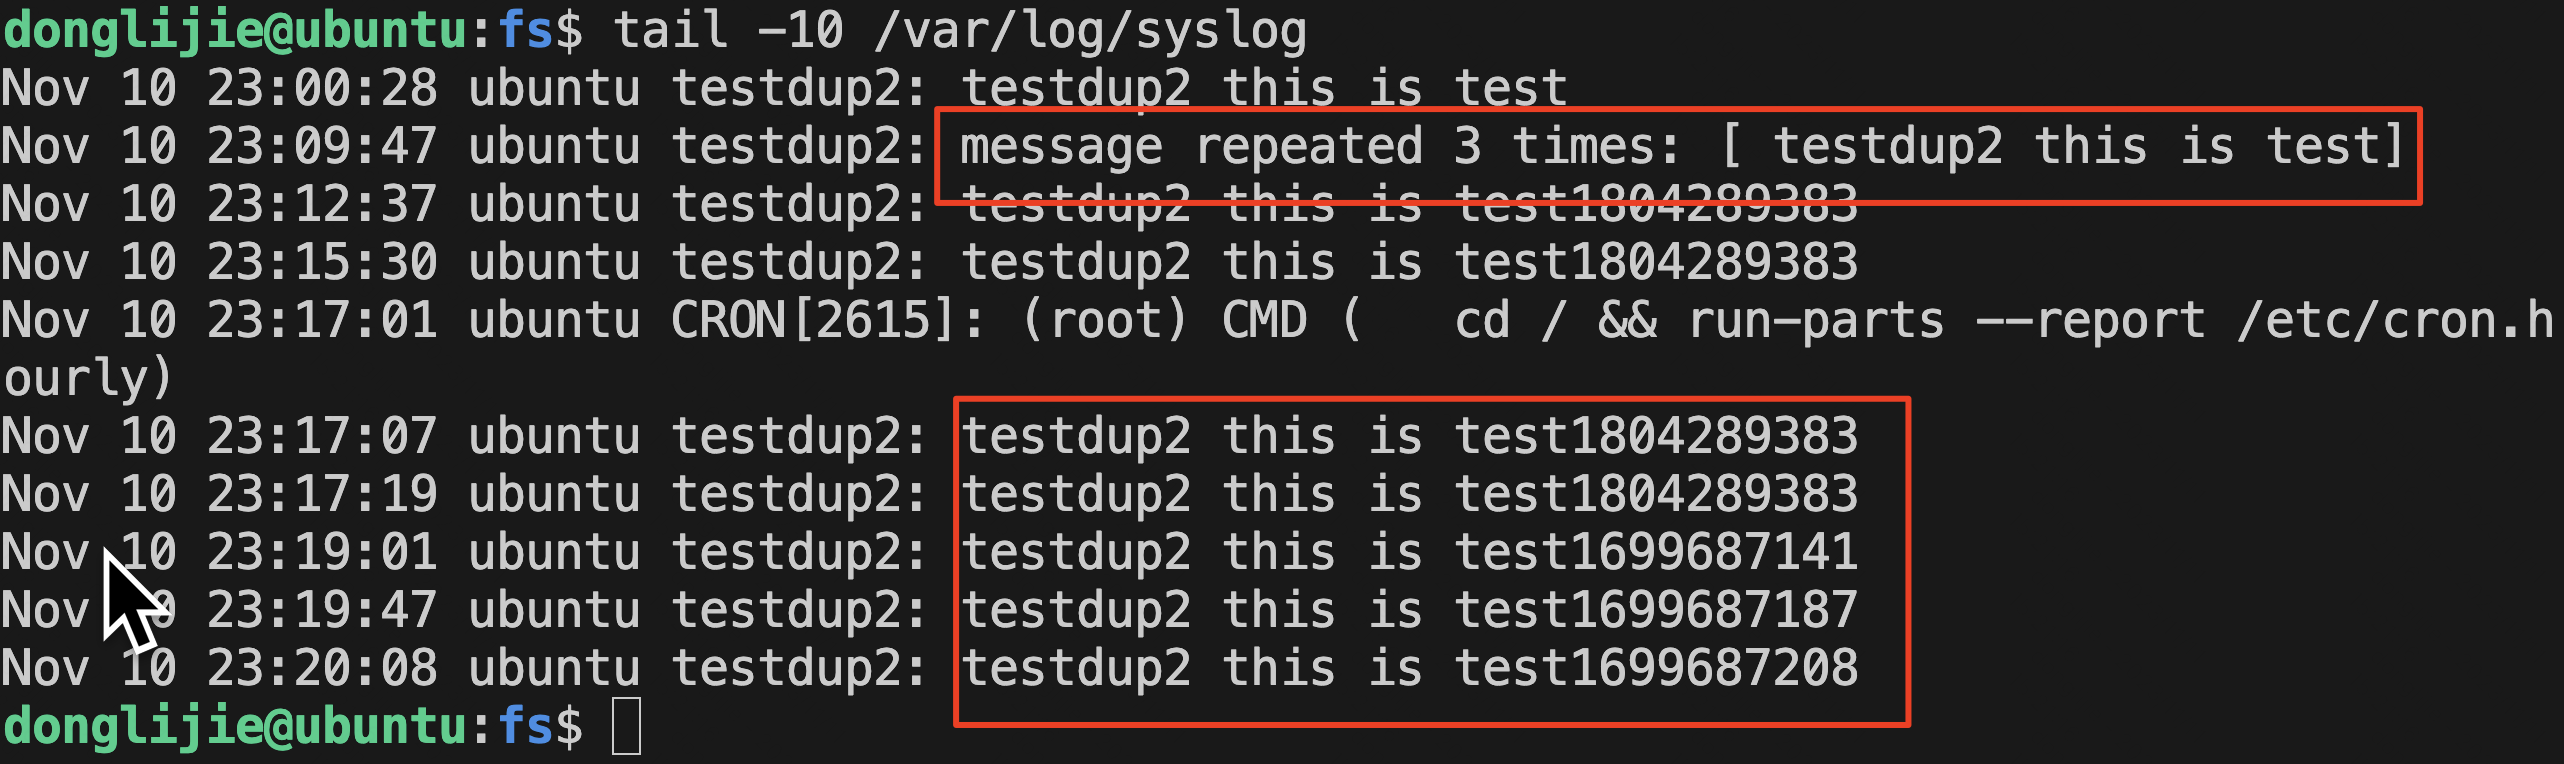 donglijie@ubuntu:fs$ tail -10 /var/log/syslog
Nov 10 23:00:28 ubuntu testdup2: testdup2 this is test
Nov 10 23:09:47 ubuntu testdup2: message repeated 3 times: [ testdup2 this is test]
Nov 10 23:12:37 ubuntu testdup2: testdup2 this is test1804289383
Nov 10 23:15:30 ubuntu testdup2: testdup2 this is test1804289383
Nov 10 23:17:01 ubuntu CRON[2615]: (root) CMD (   cd / && run-parts --report /etc/cron.h
ourly)
Nov 10 23:17:07 ubuntu testdup2: testdup2 this is test1804289383
Nov 10 23:17:19 ubuntu testdup2: testdup2 this is test1804289383
Nov 10 23:19:01 ubuntu testdup2: testdup2 this is test1699687141
Nov 10 23:19:47 ubuntu testdup2: testdup2 this is test1699687187
Nov 10 23:20:08 ubuntu testdup2: testdup2 this is test1699687208
donglijie@ubuntu:fs$